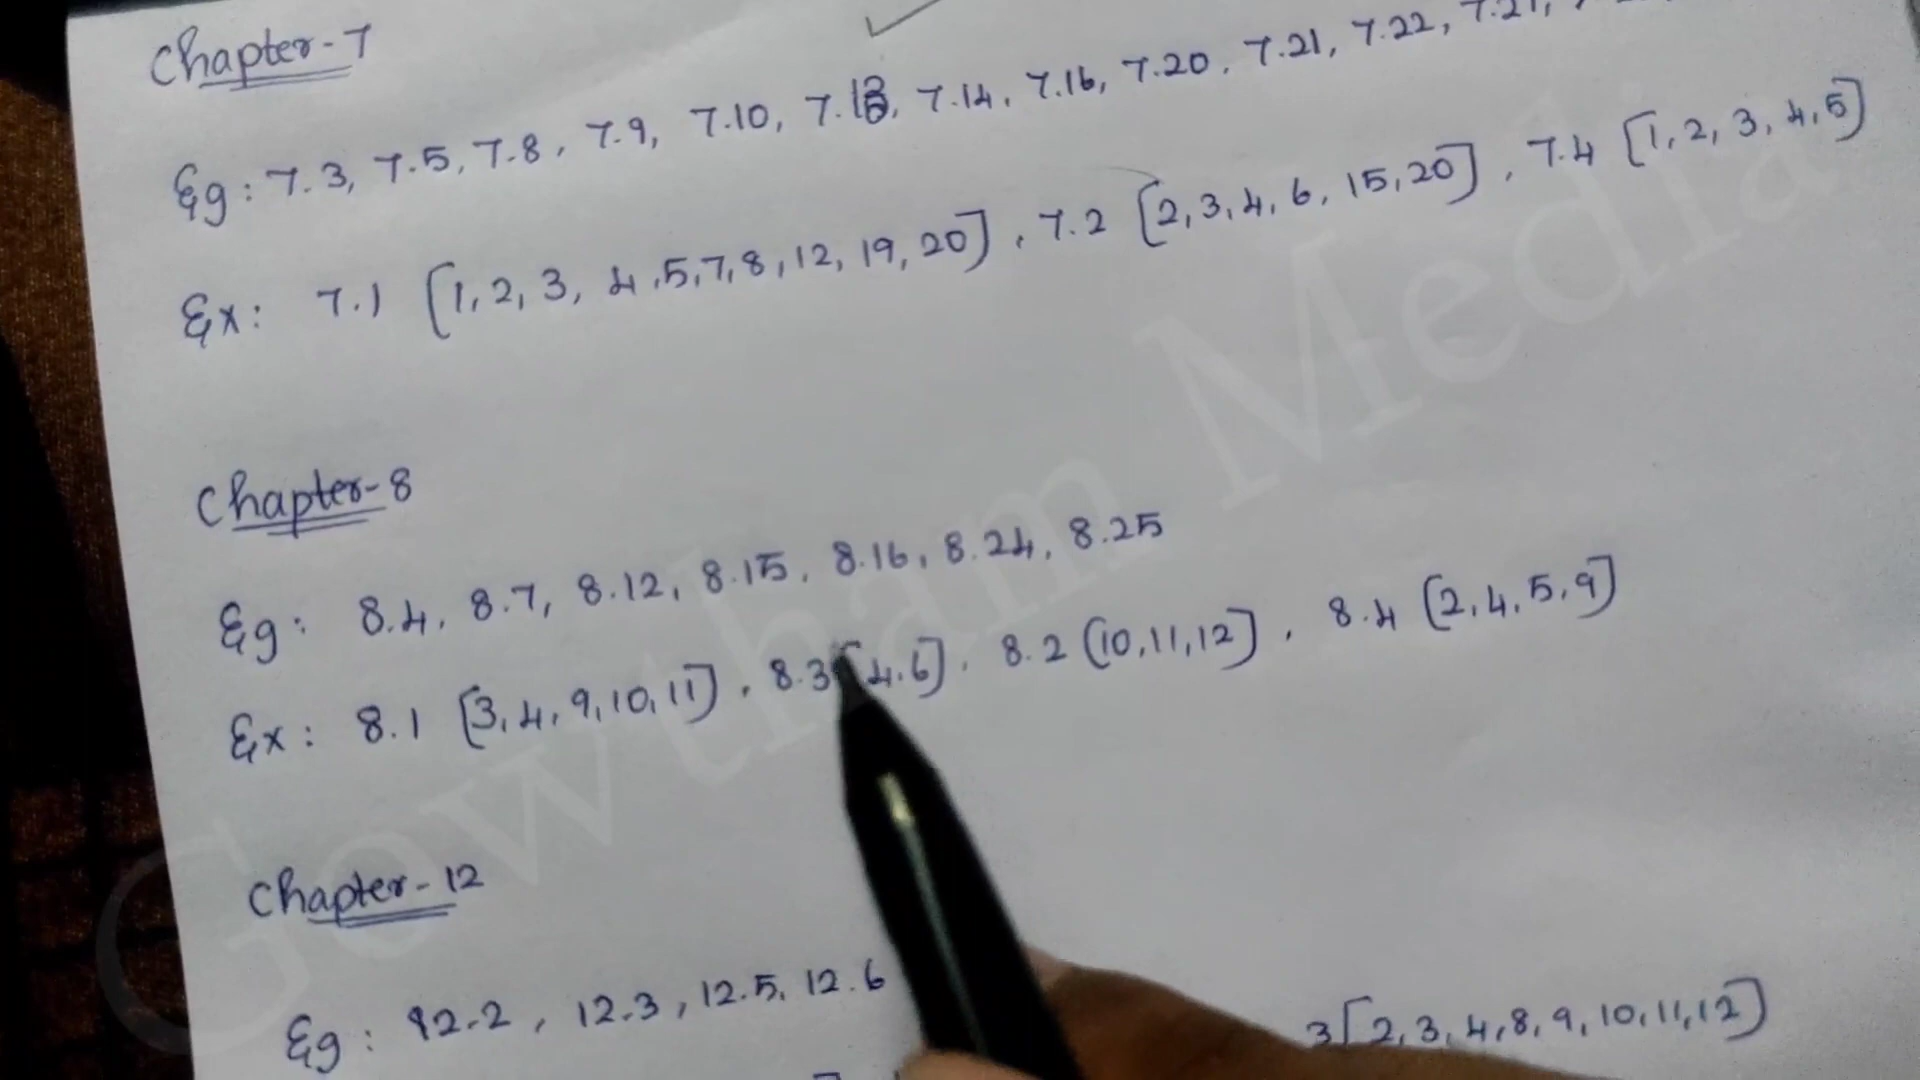 Chapter-7
Eg: 7.3, 7.5, 7.8, 7.9, 7.10, 7.13, 7.14, 7.16, 7.20, 7.21, 7.22,
Ex: 7.1 [1, 2, 3, 4, 5, 7, 8, 12, 19, 20], 7.2 [2, 3, 4, 6, 15, 20], 7.4 [1, 2, 3, 4, 5]
Chapter-8
Eg: 8.4, 8.7, 8.12, 8.15, 8.16, 8.24, 8.25
Ex: 8.1 [3, 4, 9, 10, 11], 8.3 [4.6], 8.2 [10, 11, 12], 8.4 [2, 4, 5, 9]
Chapter-12
Eg: 12.2, 12.3, 12.5, 12.6
3[2, 3, 4, 8, 9, 10, 11, 12]
Gowtham Media